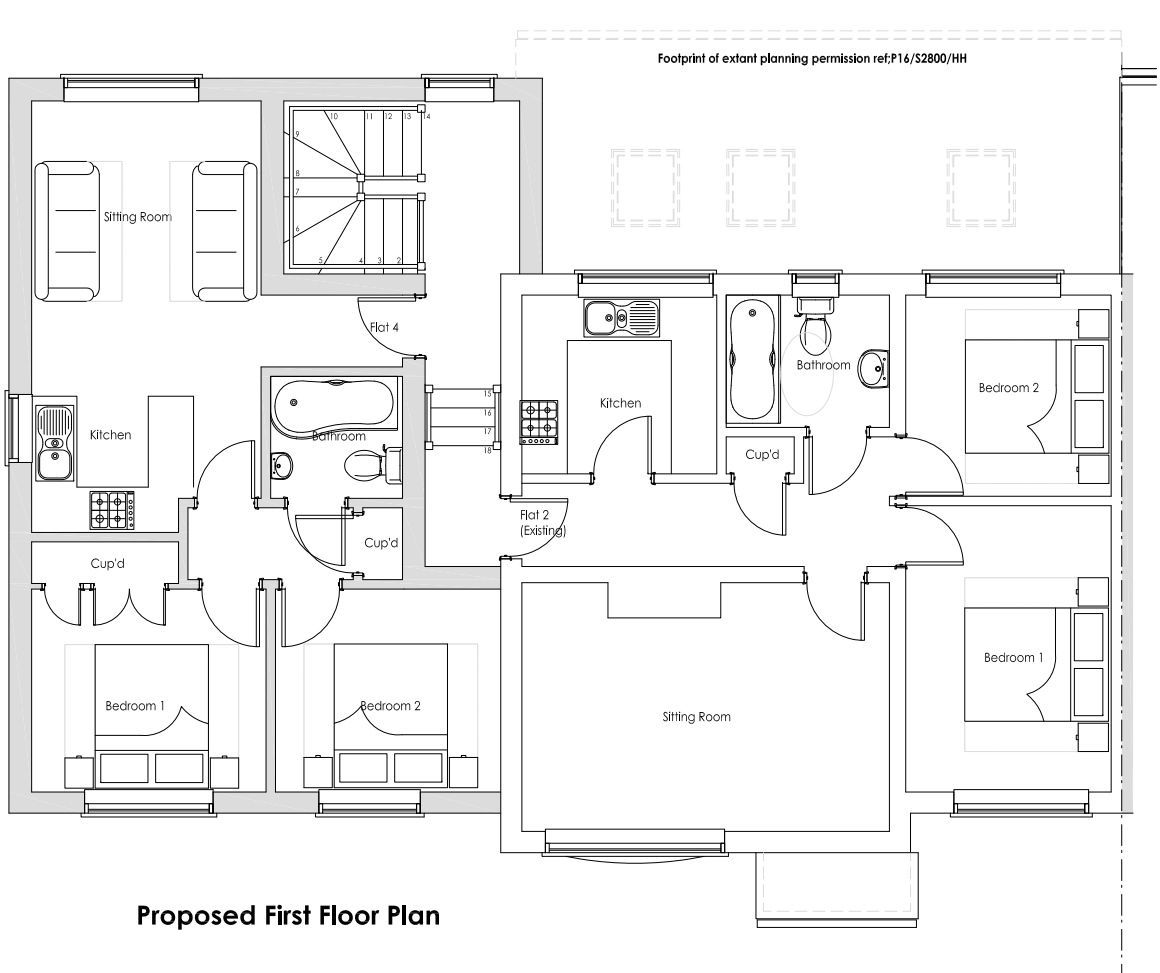 Footprint of extant planning permission ref;P16/S2800/HH
10 11 12 13 14
9
8
7
6
5 4 3 2
Sitting Room
Flat 4
Kitchen
Bathroom
Cup'd
Cup'd
Bedroom 1
Bedroom 2
15
16
17
18
Flat 2
(Existing)
Kitchen
Bathroom
Cup'd
Bedroom 2
Bedroom 1
Sitting Room
Proposed First Floor Plan